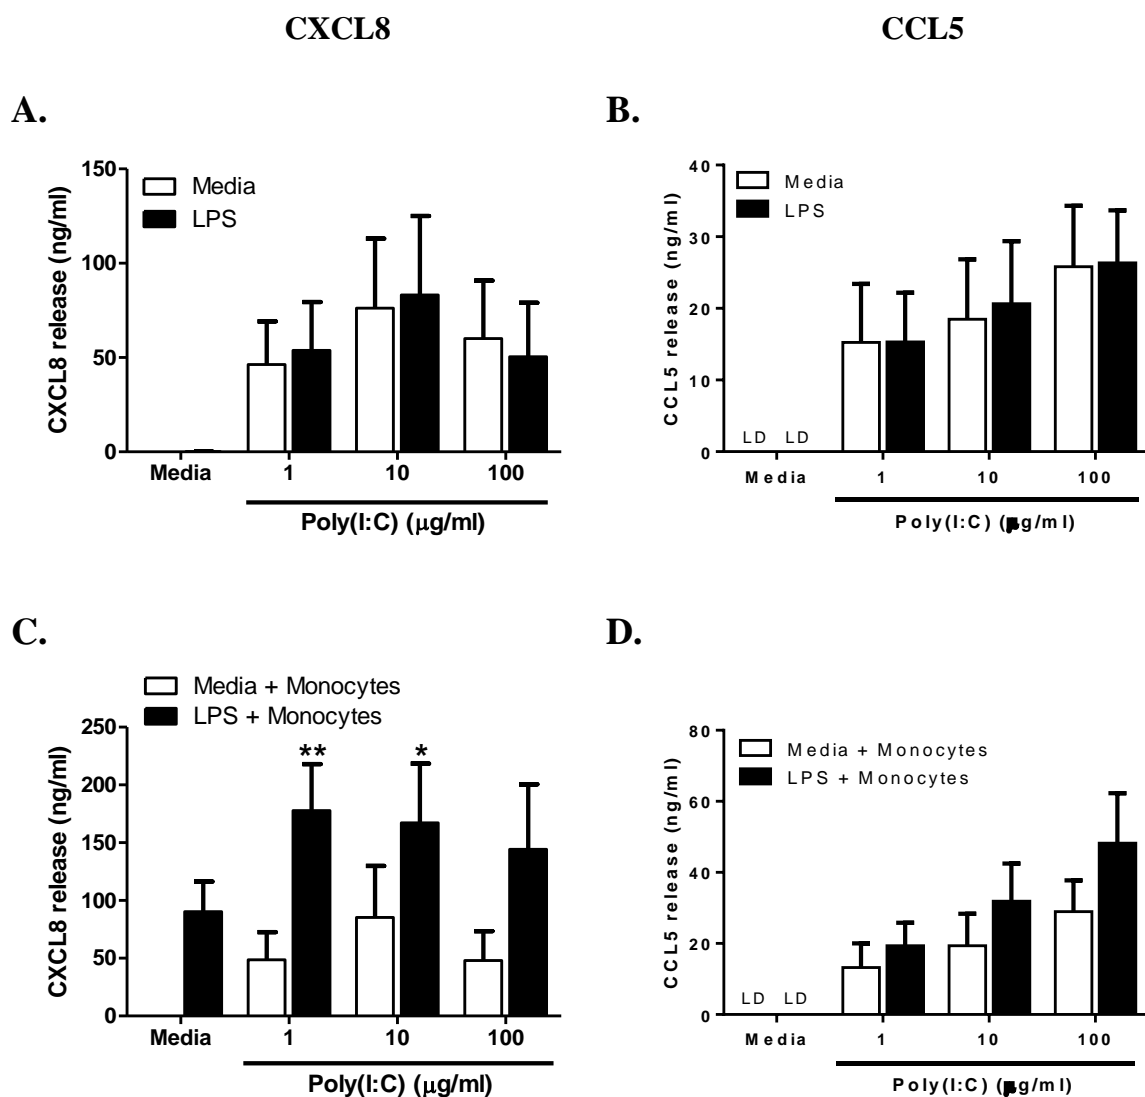 CXCL8
CCL5
A.
150
100
50
0
CXCL8 release (ng/ml)
Media
LPS
Media 1 10 100
Poly(I:C) (μg/ml)
B.
40
30
20
10
0
CCL5 release (ng/ml)
Media
LPS
LD LD
Media 1 10 100
Poly(I:C) (μg/ml)
C.
Media + Monocytes
LPS + Monocytes
250
200
150
100
50
0
CXCL8 release (ng/ml)
** *
Media 1 10 100
Poly(I:C) (μg/ml)
D.
80
60
40
20
0
CCL5 release (ng/ml)
Media + Monocytes
LPS + Monocytes
LD LD
Media 1 10 100
Poly(I:C) (μg/ml)